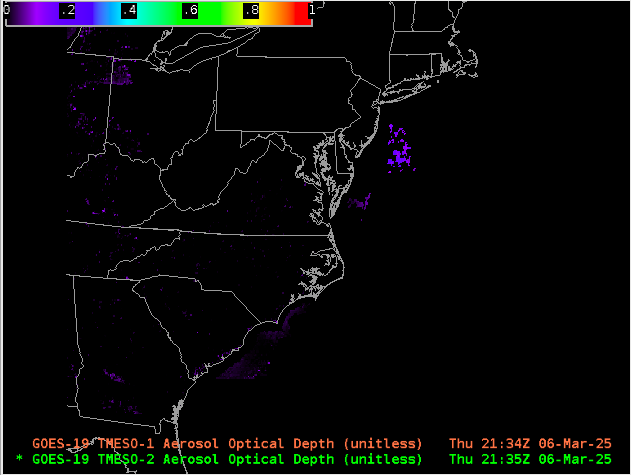 0 .2 .4 .6 .8 1
GOES-19 TMESO-1 Aerosol Optical Depth (unitless) Thu 21:34Z 06-Mar-25
* GOES-19 TMESO-2 Aerosol Optical Depth (unitless) Thu 21:35Z 06-Mar-25